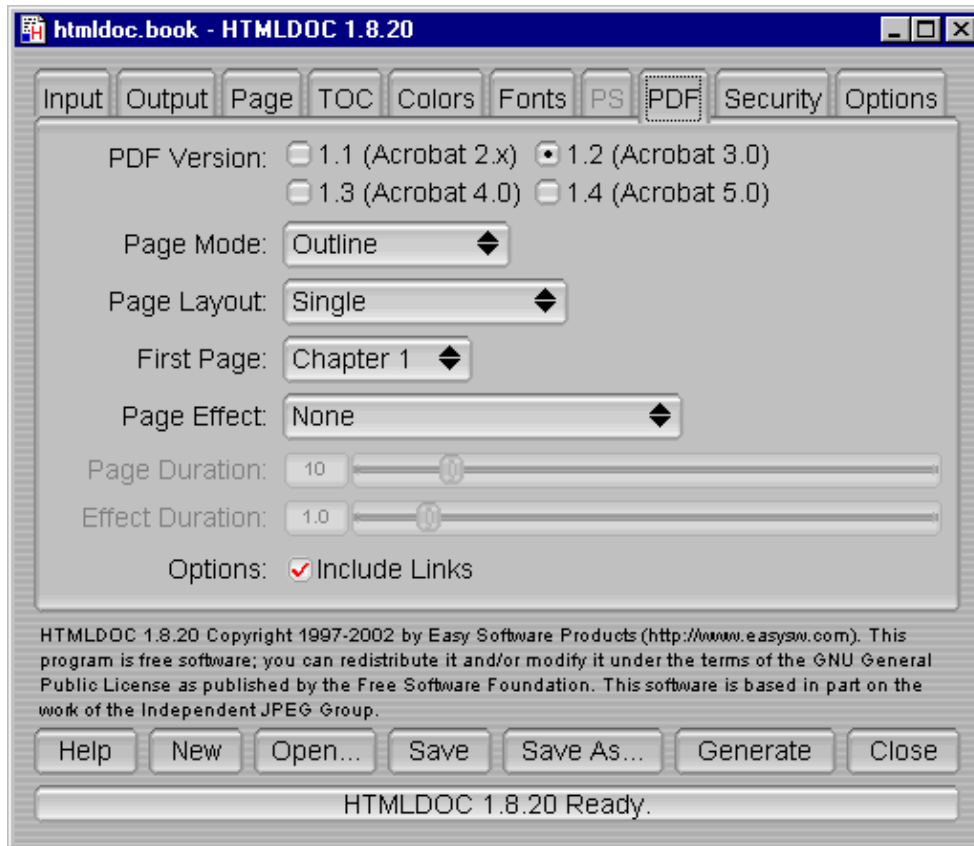 htmldoc.book - HTMLDOC 1.8.20
Input Output Page TOC Colors Fonts PS PDF Security Options
PDF Version: 1.1 (Acrobat 2.x) 1.2 (Acrobat 3.0)
1.3 (Acrobat 4.0) 1.4 (Acrobat 5.0)
Page Mode: Outline
Page Layout: Single
First Page: Chapter 1
Page Effect: None
Page Duration: 10
Effect Duration: 1.0
Options: Include Links
HTMLDOC 1.8.20 Copyright 1997-2002 by Easy Software Products (http://www.easysw.com). This
program is free software; you can redistribute it and/or modify it under the terms of the GNU General
Public License as published by the Free Software Foundation. This software is based in part on the
work of the Independent JPEG Group.
Help New Open... Save Save As... Generate Close
HTMLDOC 1.8.20 Ready.